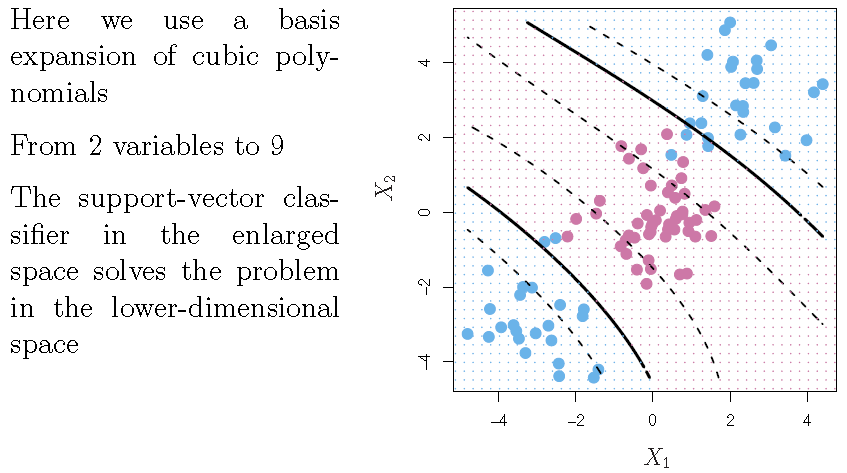 Here we use a basis
expansion of cubic poly-
nomials
From 2 variables to 9
The support-vector clas-
sifier in the enlarged
space solves the problem
in the lower-dimensional
space
X₂
4
2
0
−2
−4
−4
−2
0
2
4
X₁